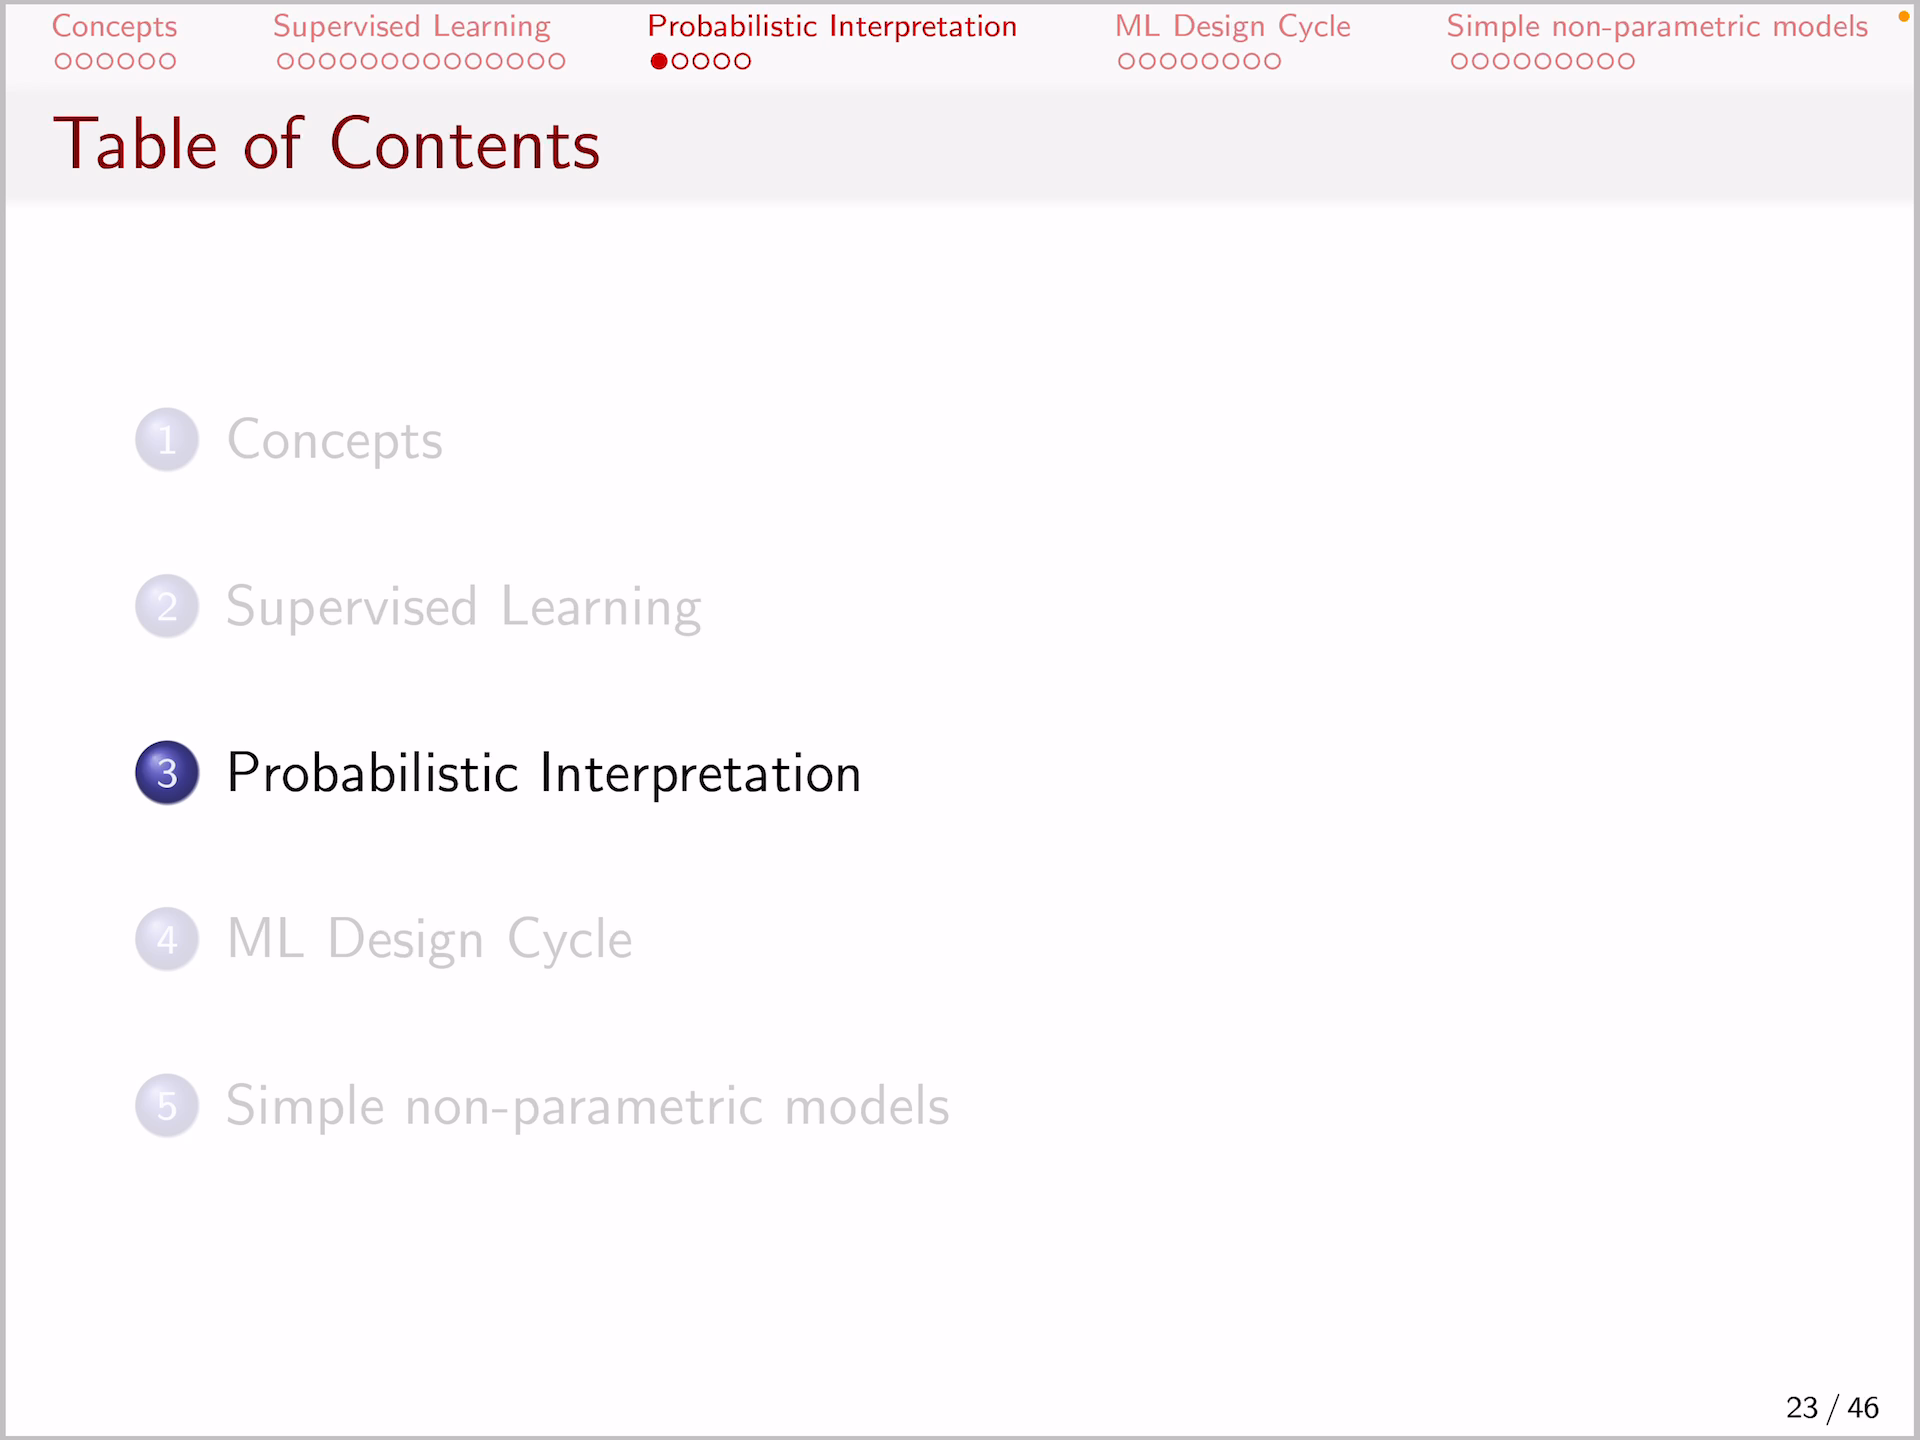 Concepts Supervised Learning Probabilistic Interpretation ML Design Cycle Simple non-parametric models
Table of Contents
1 Concepts
2 Supervised Learning
3 Probabilistic Interpretation
4 ML Design Cycle
5 Simple non-parametric models
23 / 46